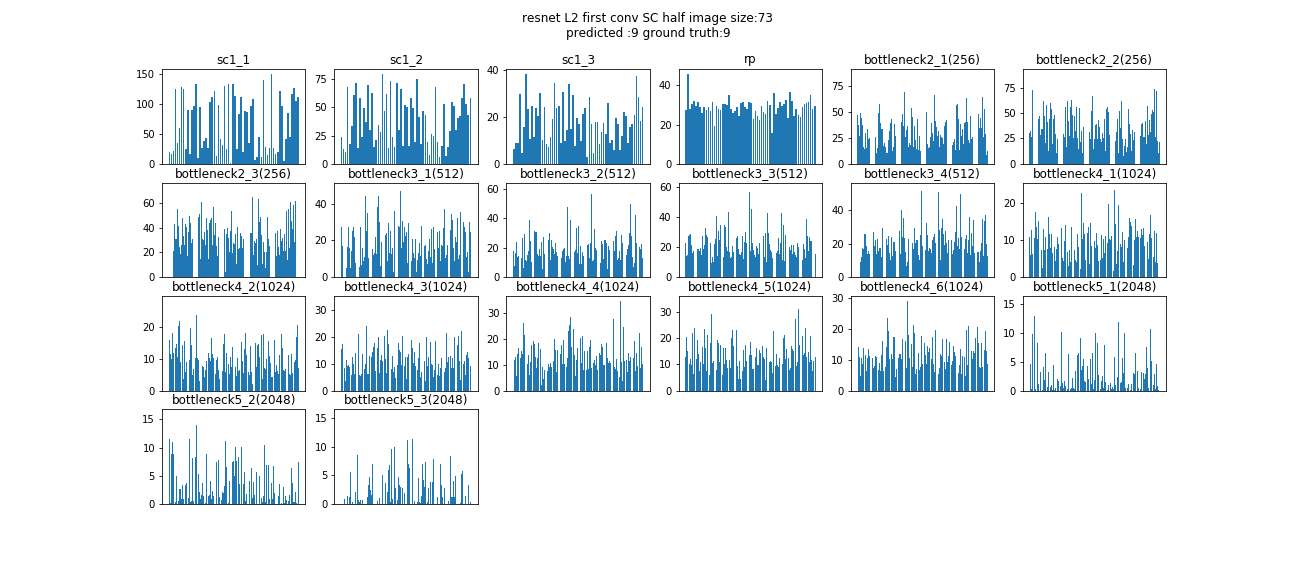 resnet L2 first conv SC half image size:73
predicted :9 ground truth:9
sc1_1 sc1_2 sc1_3 rp bottleneck2_1(256) bottleneck2_2(256)
150 100 50 0
75 50 25 0
40 20 0
40 20 0
75 50 25 0
75 50 25 0
bottleneck2_3(256) bottleneck3_1(512) bottleneck3_2(512) bottleneck3_3(512) bottleneck3_4(512) bottleneck4_1(1024)
60 40 20 0
40 20 0
60 40 20 0
60 40 20 0
40 20 0
20 10 0
bottleneck4_2(1024) bottleneck4_3(1024) bottleneck4_4(1024) bottleneck4_5(1024) bottleneck4_6(1024) bottleneck5_1(2048)
20 10 0
30 20 10 0
30 20 10 0
30 20 10 0
30 20 10 0
15 10 5 0
bottleneck5_2(2048) bottleneck5_3(2048)
15 10 5 0
15 10 5 0